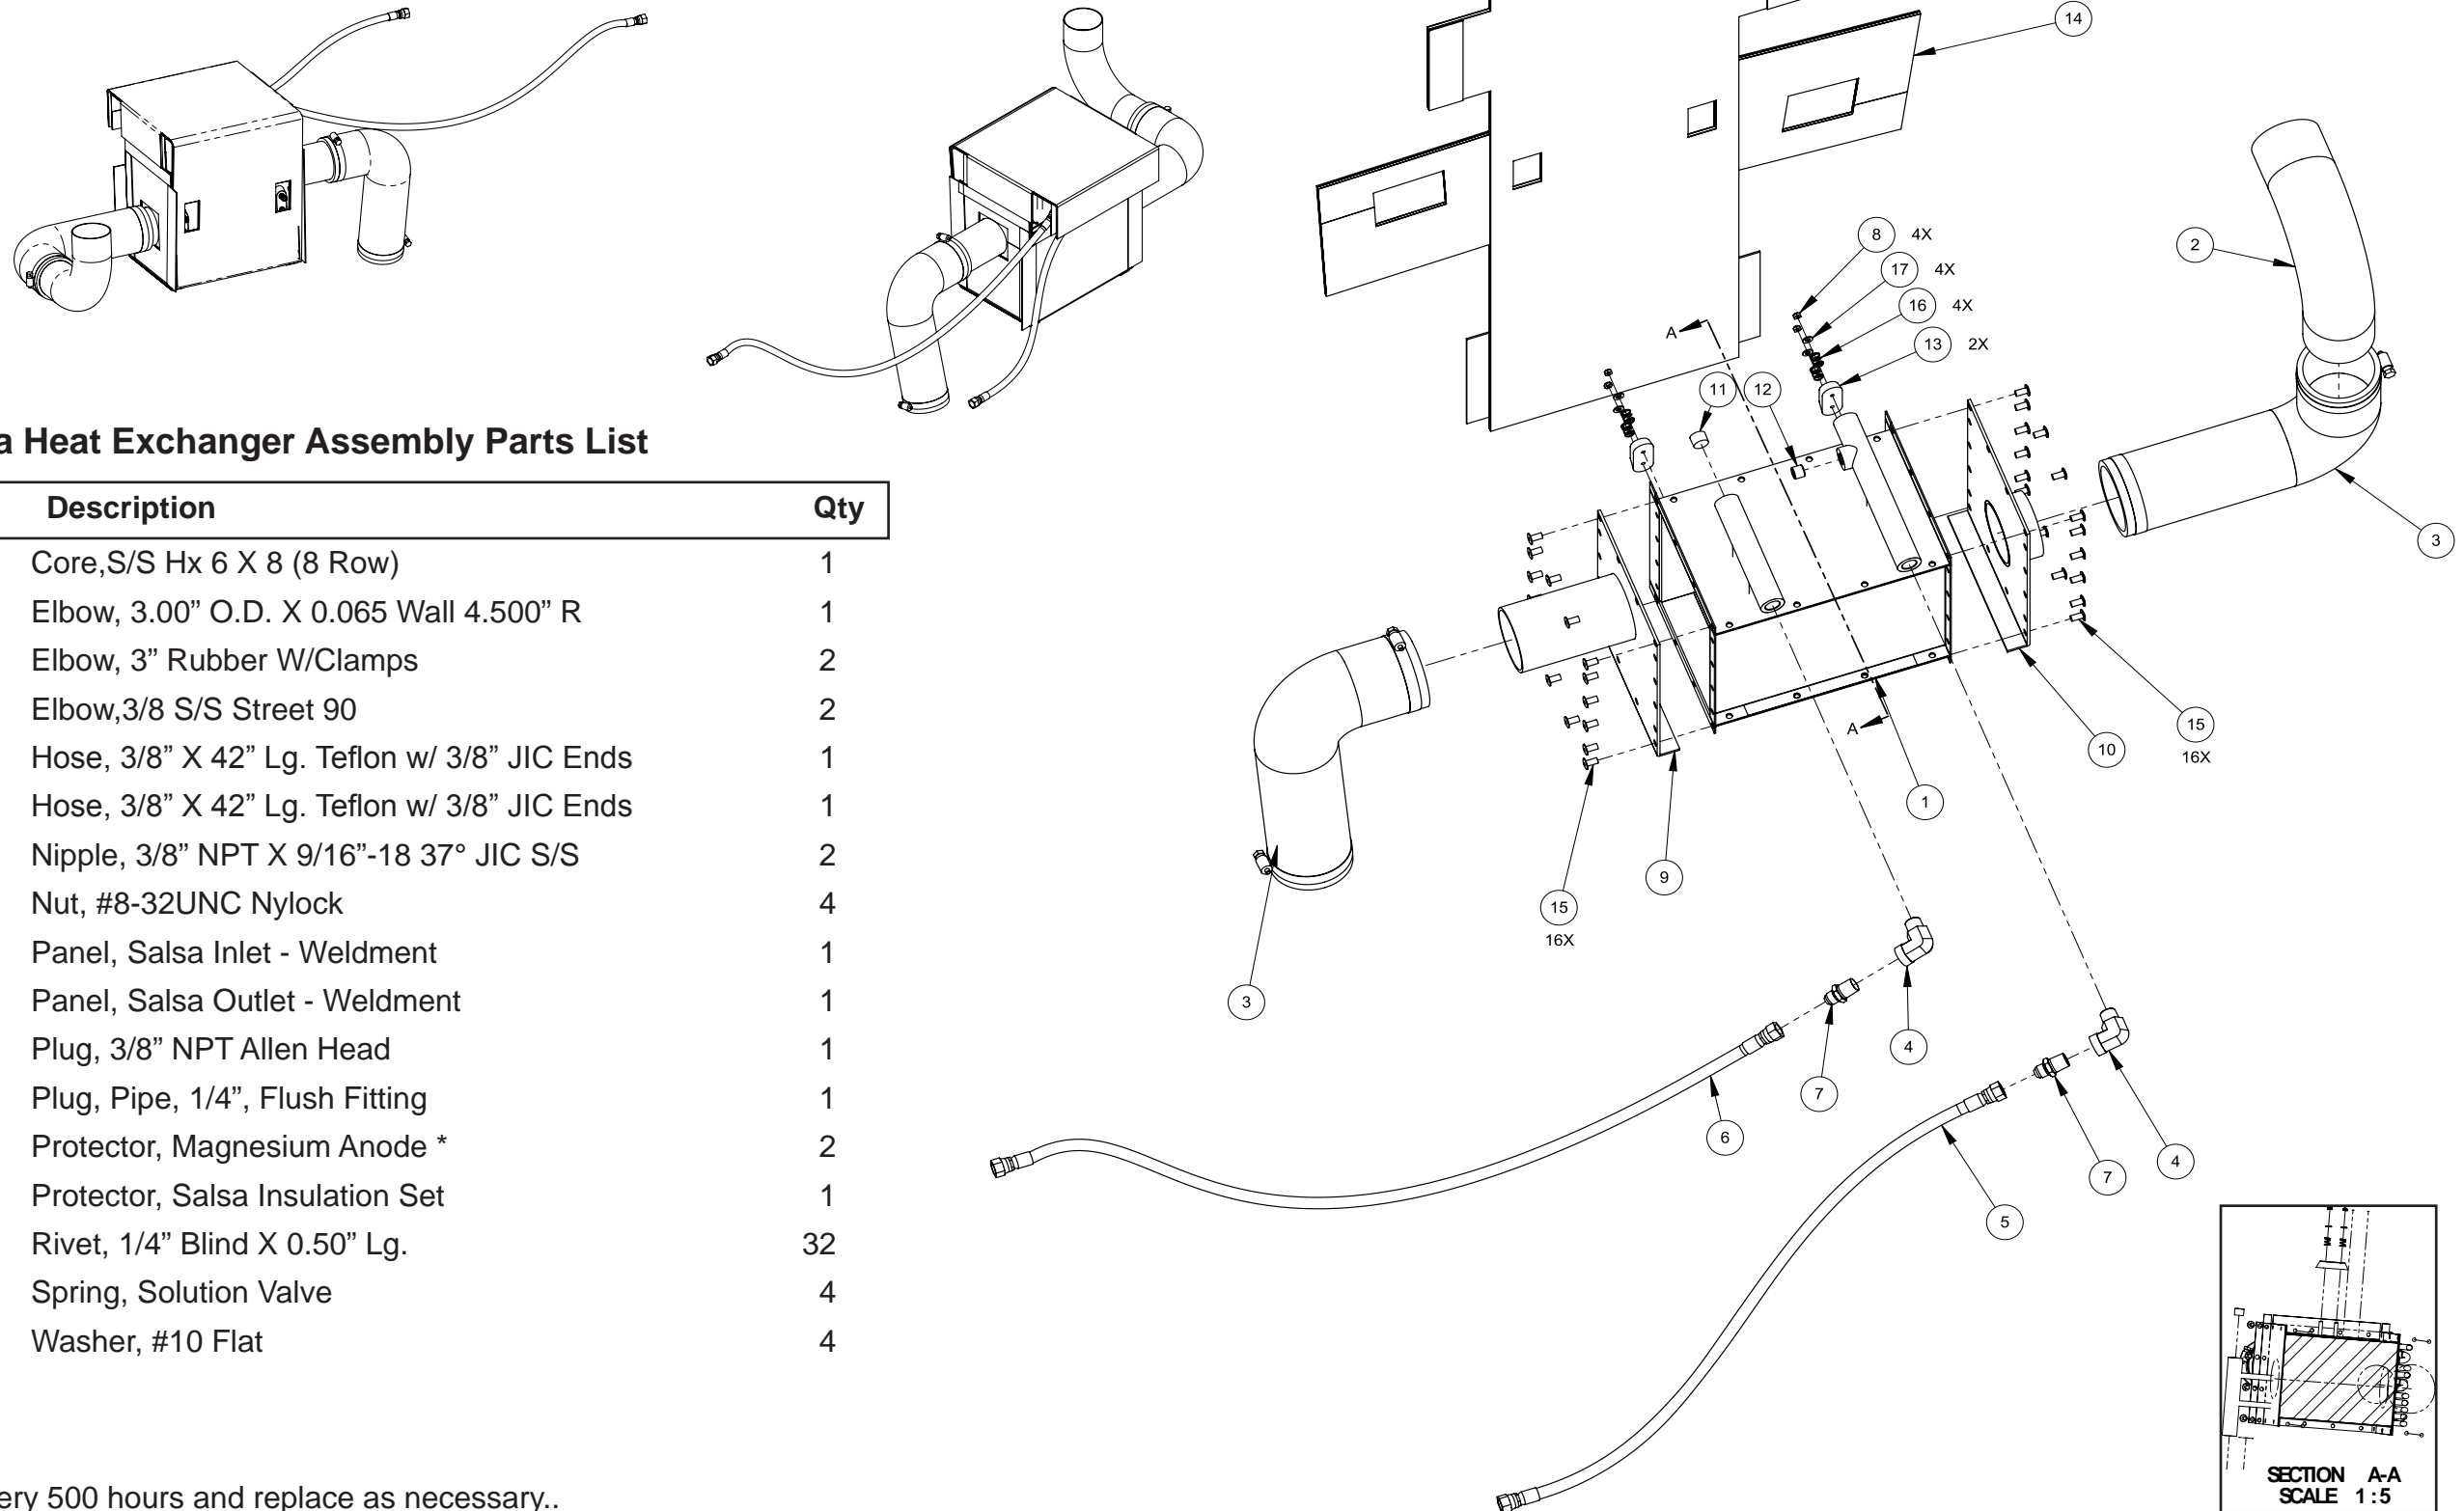 a Heat Exchanger Assembly Parts List
Description Qty
Core,S/S Hx 6 X 8 (8 Row) 1
Elbow, 3.00” O.D. X 0.065 Wall 4.500” R 1
Elbow, 3” Rubber W/Clamps 2
Elbow,3/8 S/S Street 90 2
Hose, 3/8” X 42” Lg. Teflon w/ 3/8” JIC Ends 1
Hose, 3/8” X 42” Lg. Teflon w/ 3/8” JIC Ends 1
Nipple, 3/8” NPT X 9/16”-18 37° JIC S/S 2
Nut, #8-32UNC Nylock 4
Panel, Salsa Inlet - Weldment 1
Panel, Salsa Outlet - Weldment 1
Plug, 3/8” NPT Allen Head 1
Plug, Pipe, 1/4”, Flush Fitting 1
Protector, Magnesium Anode * 2
Protector, Salsa Insulation Set 1
Rivet, 1/4” Blind X 0.50” Lg. 32
Spring, Solution Valve 4
Washer, #10 Flat 4
ery 500 hours and replace as necessary..
14
8 4X
17 4X
16 4X
13 2X
2
A
11
12
3
15
16X
10
A
1
9
15
16X
3
4
7
6
4
7
5
SECTION A-A
SCALE 1:5